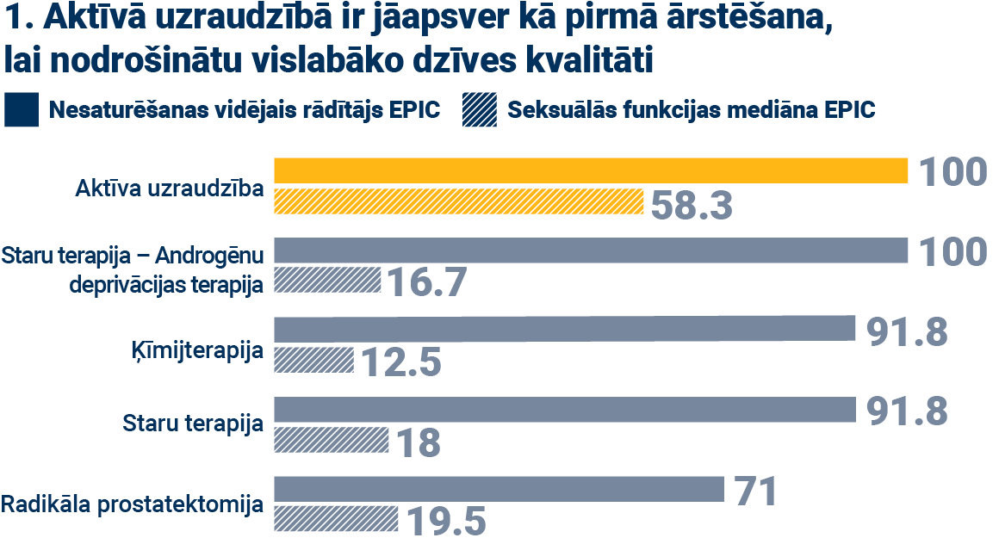 1. Aktīvā uzraudzībā ir jāapsver kā pirmā ārstēšana,
lai nodrošinātu vislabāko dzīves kvalitāti
Nesaturēšanas vidējais rādītājs EPIC
Seksuālās funkcijas mediāna EPIC
Aktīva uzraudzība
100
58.3
Staru terapija – Androgēnu
deprivācijas terapija
100
16.7
Ķīmijterapija
91.8
12.5
Staru terapija
91.8
18
Radikāla prostatektomija
71
19.5